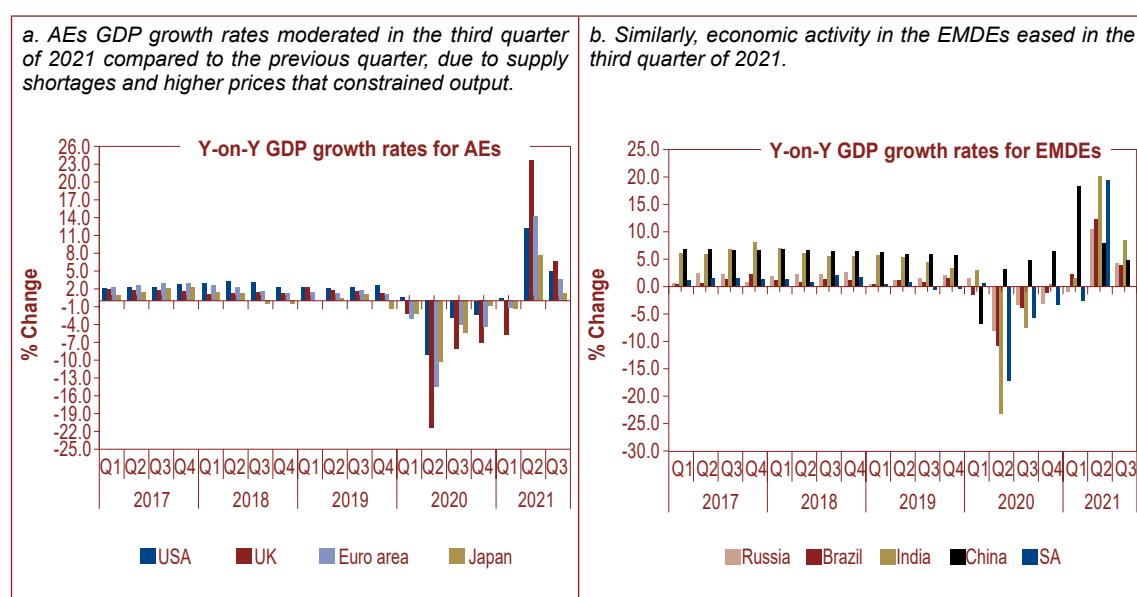 a. AEs GDP growth rates moderated in the third quarter
of 2021 compared to the previous quarter, due to supply
shortages and higher prices that constrained output.
Y-on-Y GDP growth rates for AEs
% Change
26.0
23.0
20.0
17.0
14.0
11.0
8.0
5.0
2.0
-1.0
-4.0
-7.0
-10.0
-13.0
-16.0
-19.0
-22.0
-25.0
Q1 Q2 Q3 Q4 Q1 Q2 Q3 Q4 Q1 Q2 Q3 Q4 Q1 Q2 Q3 Q4 Q1 Q2 Q3
2017 2018 2019 2020 2021
USA UK Euro area Japan
b. Similarly, economic activity in the EMDEs eased in the
third quarter of 2021.
Y-on-Y GDP growth rates for EMDEs
% Change
25.0
20.0
15.0
10.0
5.0
0.0
-5.0
-10.0
-15.0
-20.0
-25.0
-30.0
Q1 Q2 Q3 Q4 Q1 Q2 Q3 Q4 Q1 Q2 Q3 Q4 Q1 Q2 Q3 Q4 Q1 Q2 Q3
2017 2018 2019 2020 2021
Russia Brazil India China SA